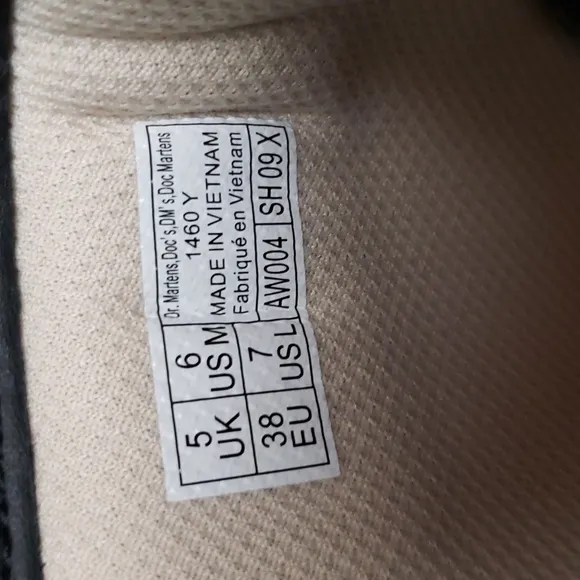 Dr. Martens,Doc's,DM's,Doc Martens
1460 Y
MADE IN VIETNAM
Fabriqué en Vietnam
AW004 SH 09 X
6 US M
7 US L
5 UK
38 EU